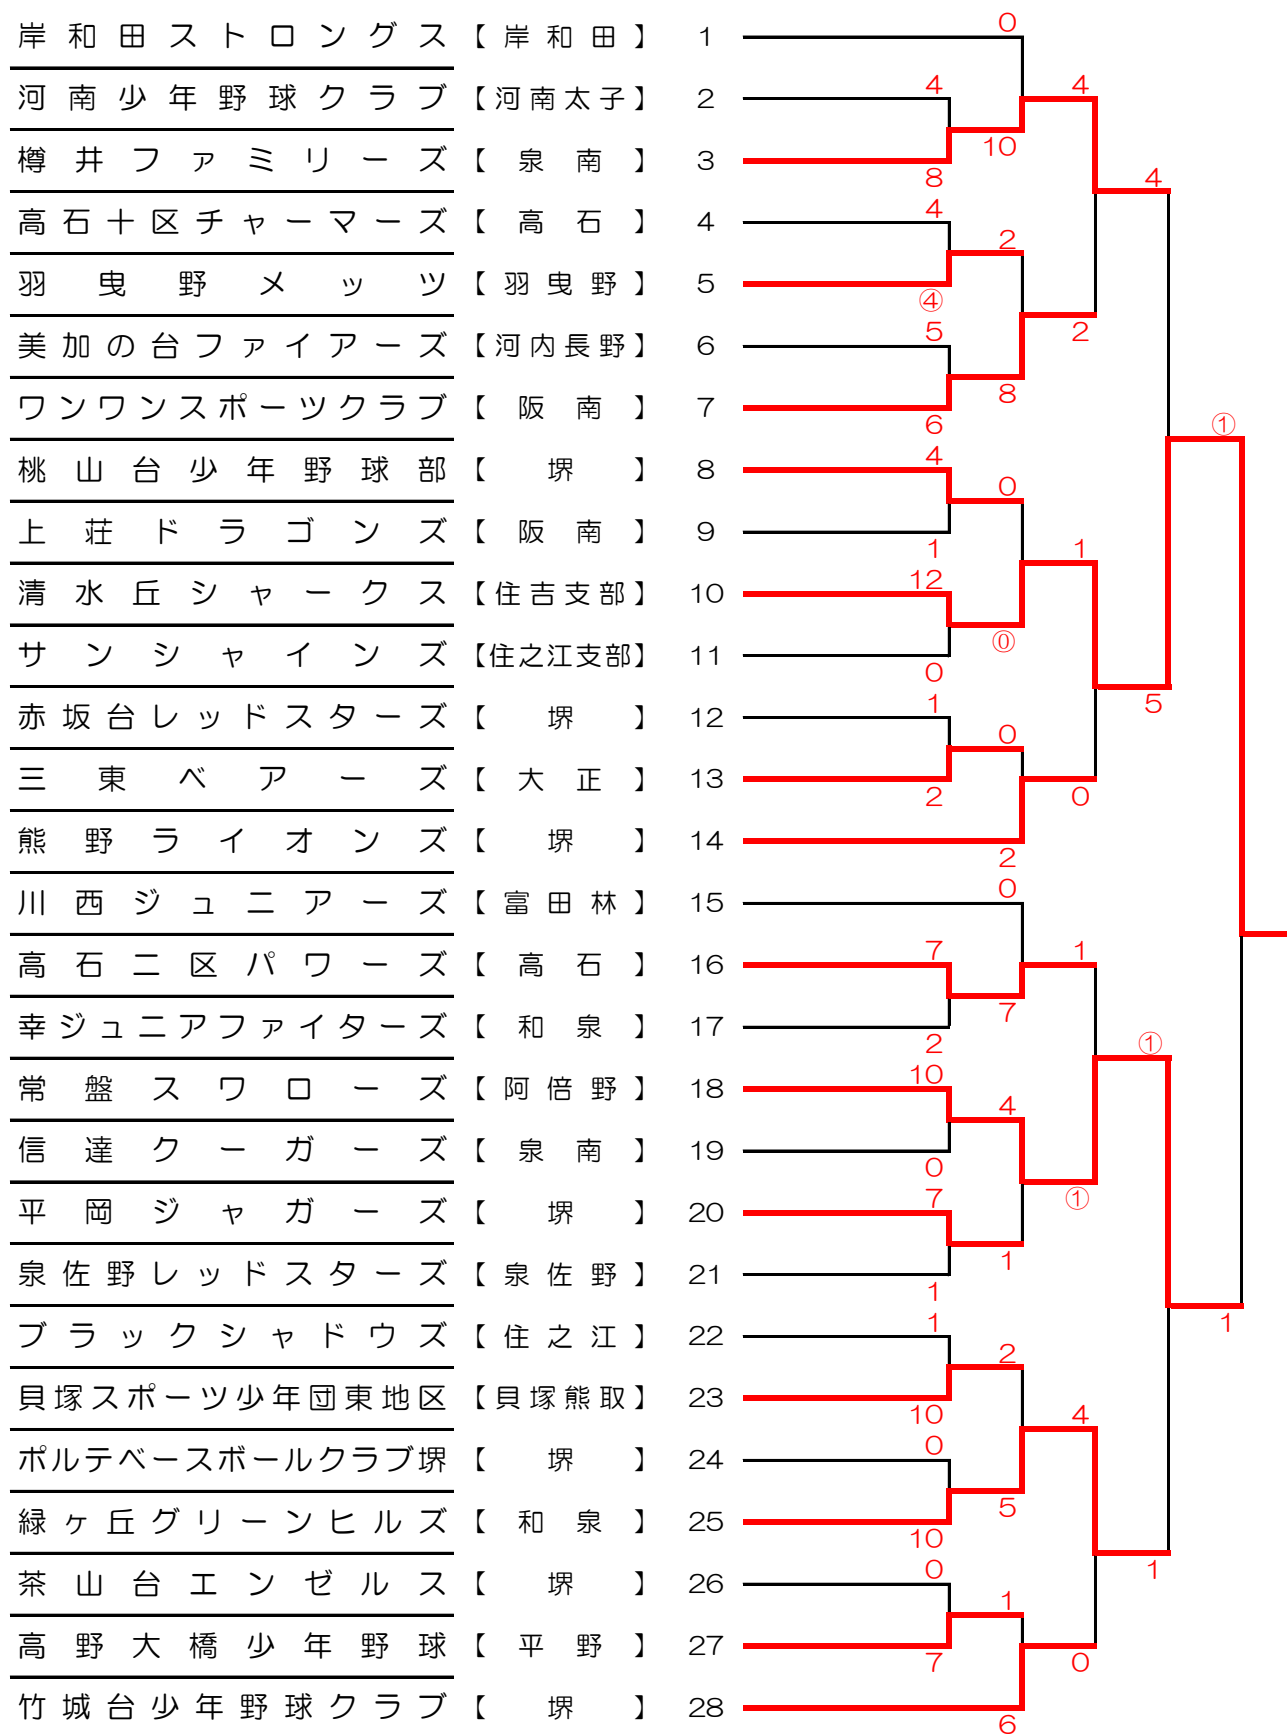 岸和田ストロングス 【岸和田】 1 0
河南少年野球クラブ 【河南太子】 2 4 4
樽井ファミリーズ 【泉南】 3 8 10 4
高石十区チャーマーズ 【高石】 4 4 2
羽曳野メッツ 【羽曳野】 5 ④
美加の台ファイアーズ 【河内長野】 6 5 2
ワンワンスポーツクラブ 【阪南】 7 6 8 ①
桃山台少年野球部 【堺】 8 4 0
上荘ドラゴンズ 【阪南】 9 1 1
清水丘シャークス 【住吉支部】 10 12 ⓪
サンシャインズ 【住之江支部】 11 0 5
赤坂台レッドスターズ 【堺】 12 1 0
三東ベアーズ 【大正】 13 2 0
熊野ライオンズ 【堺】 14 2
川西ジュニアーズ 【富田林】 15 0
高石二区パワーズ 【高石】 16 7 1
幸ジュニアファイターズ 【和泉】 17 2 7 ①
常盤スワローズ 【阿倍野】 18 10 4
信達クーガーズ 【泉南】 19 0
平岡ジャガーズ 【堺】 20 7 ①
泉佐野レッドスターズ 【泉佐野】 21 1 1
ブラックシャドウズ 【住之江】 22 1 2 1
貝塚スポーツ少年団東地区 【貝塚熊取】 23 10 4
ポルテベースボールクラブ堺 【堺】 24 0
緑ヶ丘グリーンヒルズ 【和泉】 25 10 5
茶山台エンゼルス 【堺】 26 0 1 1
高野大橋少年野球 【平野】 27 7 0
竹城台少年野球クラブ 【堺】 28 6